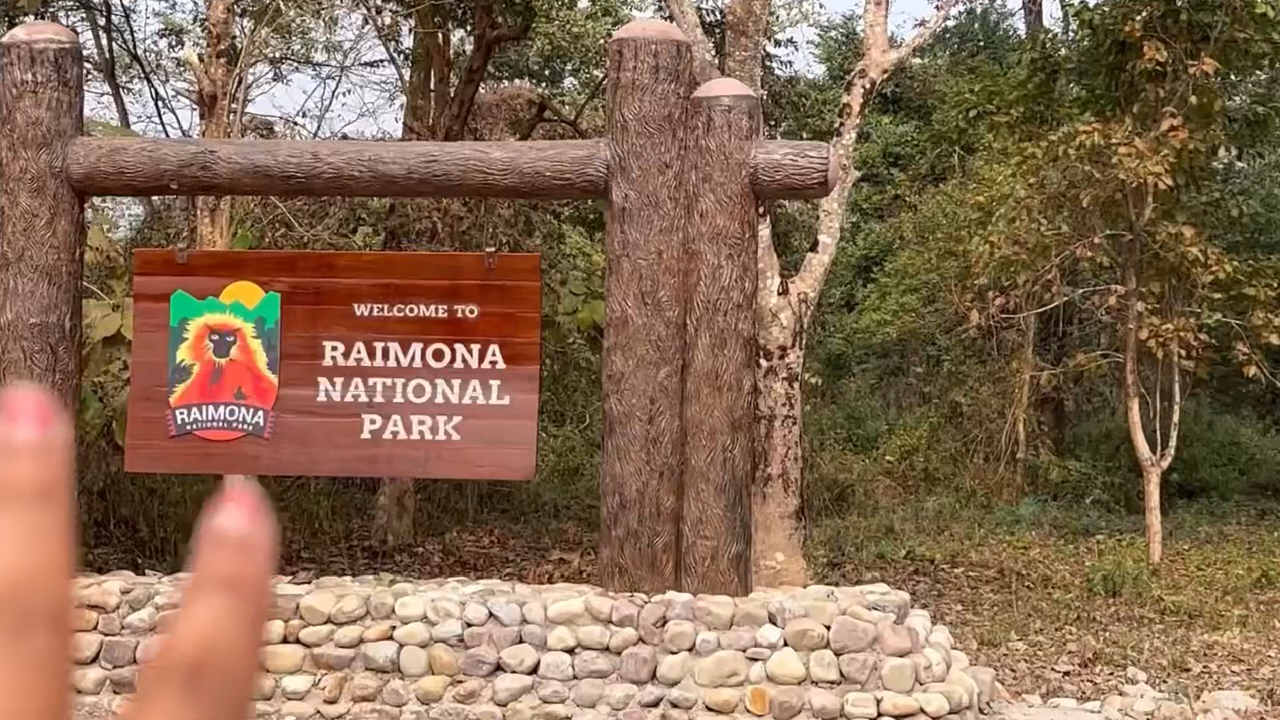 WELCOME TO
RAIMONA
NATIONAL
PARK
RAIMONA
NATIONAL PARK